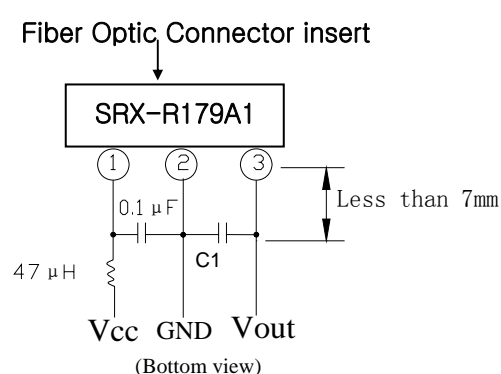 Fiber Optic Connector insert
SRX-R179A1
1 2 3
0.1 μF
Less than 7mm
C1
47 μH
Vcc GND Vout
(Bottom view)